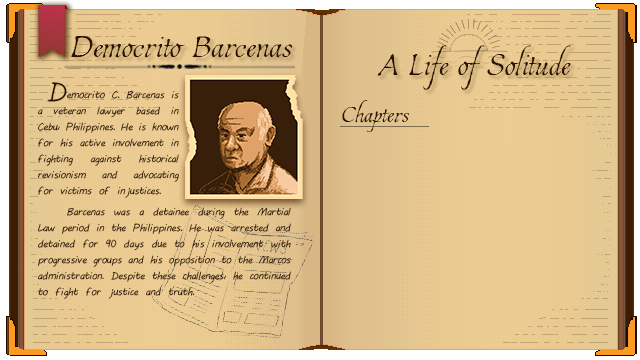 Democrito Barcenas
Democrito C. Barcenas is
a veteran lawyer based in
Cebu Philippines. He is known
for his active involvement in
fighting against historical
revisionism and advocating
for victims of injustices.
Barcenas was a detainee during the Martial
Law period in the Philippines. He was arrested and
detained for 90 days due to his involvement with
progressive groups and his opposition to the Marcos
administration. Despite these challenges, he continued
to fight for justice and truth.
A Life of Solitude
Chapters